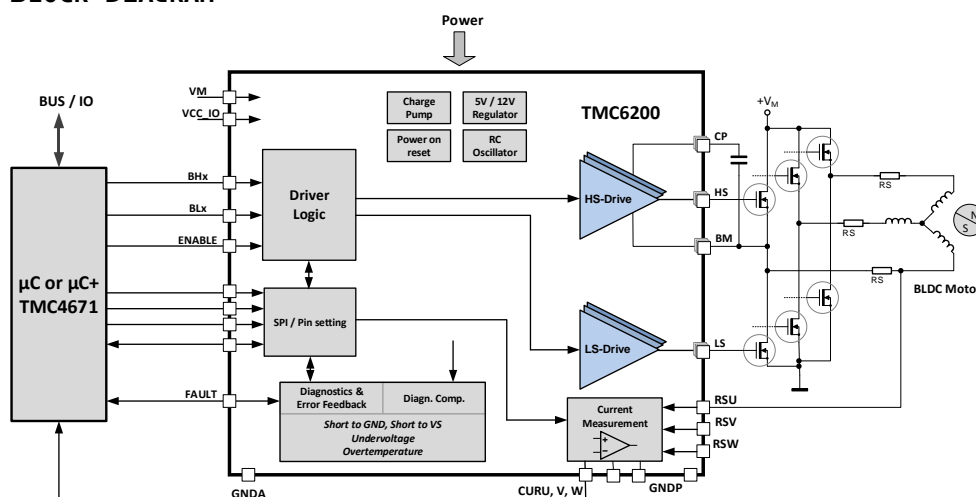 BLOCK DIAGRAM
Power
BUS / IO
VM
VCC_IO
Charge
Pump
5V / 12V
Regulator
Power on
reset
RC
Oscillator
TMC6200
+VM
CP
HS
BM
BHx
BLx
ENABLE
Driver
Logic
HS-Drive
RS
RS
RS
N
S
BLDC Moto
µC or µC+
TMC4671
SPI / Pin setting
LS-Drive
LS
FAULT
Diagnostics &
Error Feedback
Diagn. Comp.
Short to GND, Short to VS
Undervoltage
Overtemperature
Current
Measurement
RSU
RSV
RSW
GNDA
CURU, V, W
GNDP